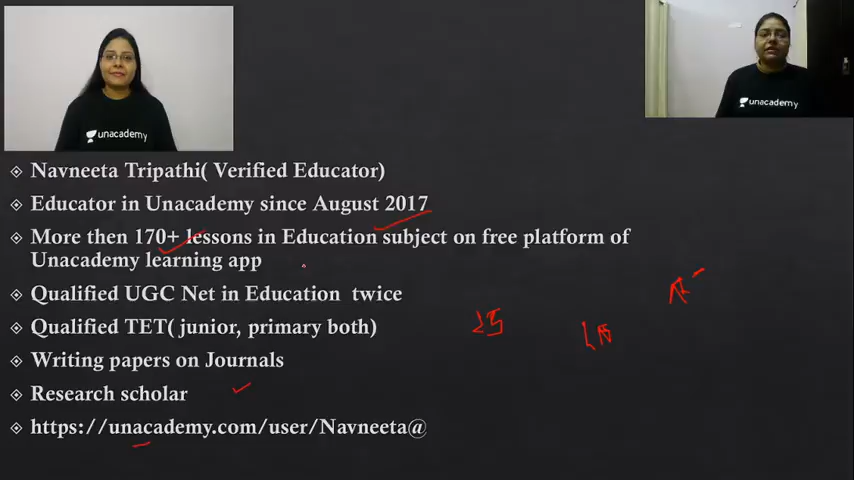 unacademy
unacademy
Navneeta Tripathi( Verified Educator)
Educator in Unacademy since August 2017
More then 170+ lessons in Education subject on free platform of
Unacademy learning app
Qualified UGC Net in Education  twice
Qualified TET( junior, primary both)
Writing papers on Journals
Research scholar
https://unacademy.com/user/Navneeta@